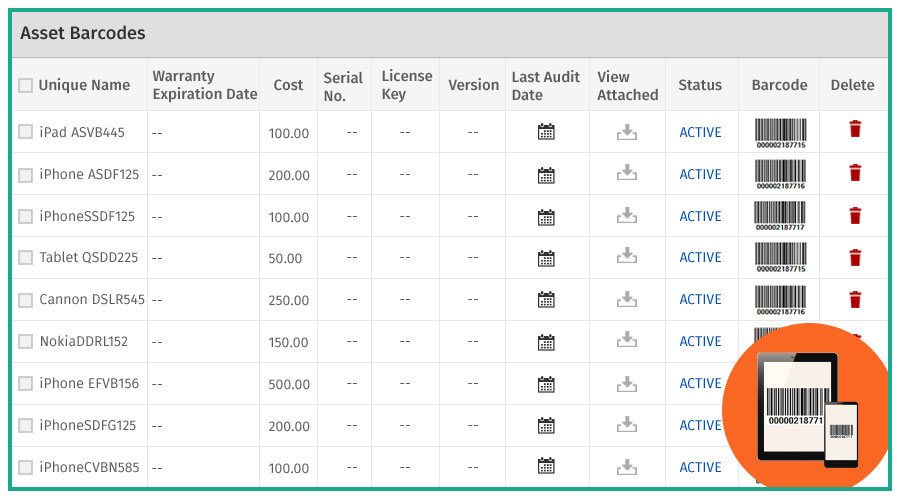 Asset Barcodes
Unique Name Warranty Expiration Date Cost Serial No. License Key Version Last Audit Date View Attached Status Barcode Delete
iPad ASVB445 -- 100.00 -- -- -- ACTIVE 000002187715
iPhone ASDF125 -- 200.00 -- -- -- ACTIVE 000002187716
iPhoneSSDF125 -- 100.00 -- -- -- ACTIVE 000002187717
Tablet QSDD225 -- 50.00 -- -- -- ACTIVE 000002187715
Cannon DSLR545 -- 250.00 -- -- -- ACTIVE 000002187716
NokiaDDRL152 -- 150.00 -- -- -- ACTIVE
iPhone EFVB156 -- 500.00 -- -- -- ACTIVE
iPhoneSDFG125 -- 200.00 -- -- -- ACTIVE
00000218771
iPhoneCVBN585 -- 100.00 -- -- -- ACTIVE